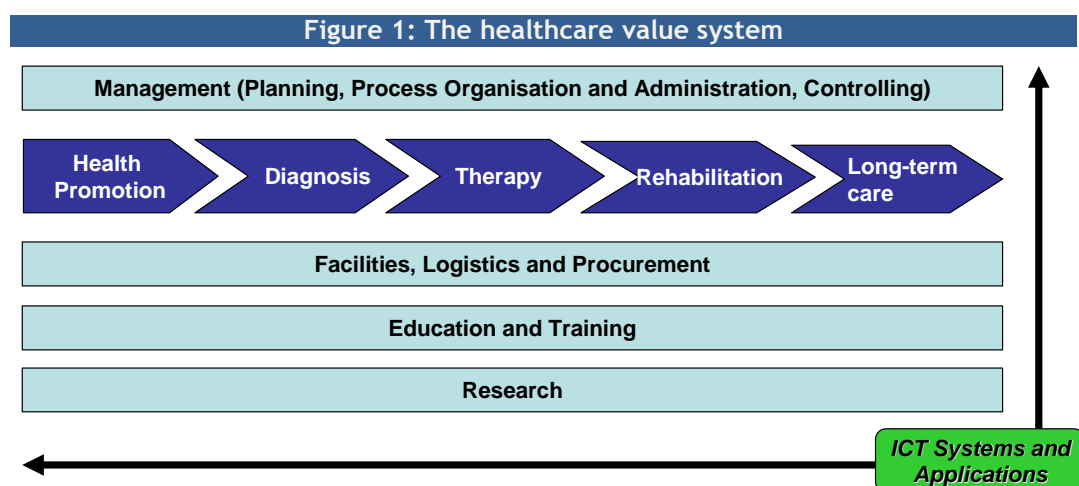 Figure 1: The healthcare value system
Management (Planning, Process Organisation and Administration, Controlling)
Health
Promotion
Diagnosis
Therapy
Rehabilitation
Long-term
care
Facilities, Logistics and Procurement
Education and Training
Research
ICT Systems and
Applications